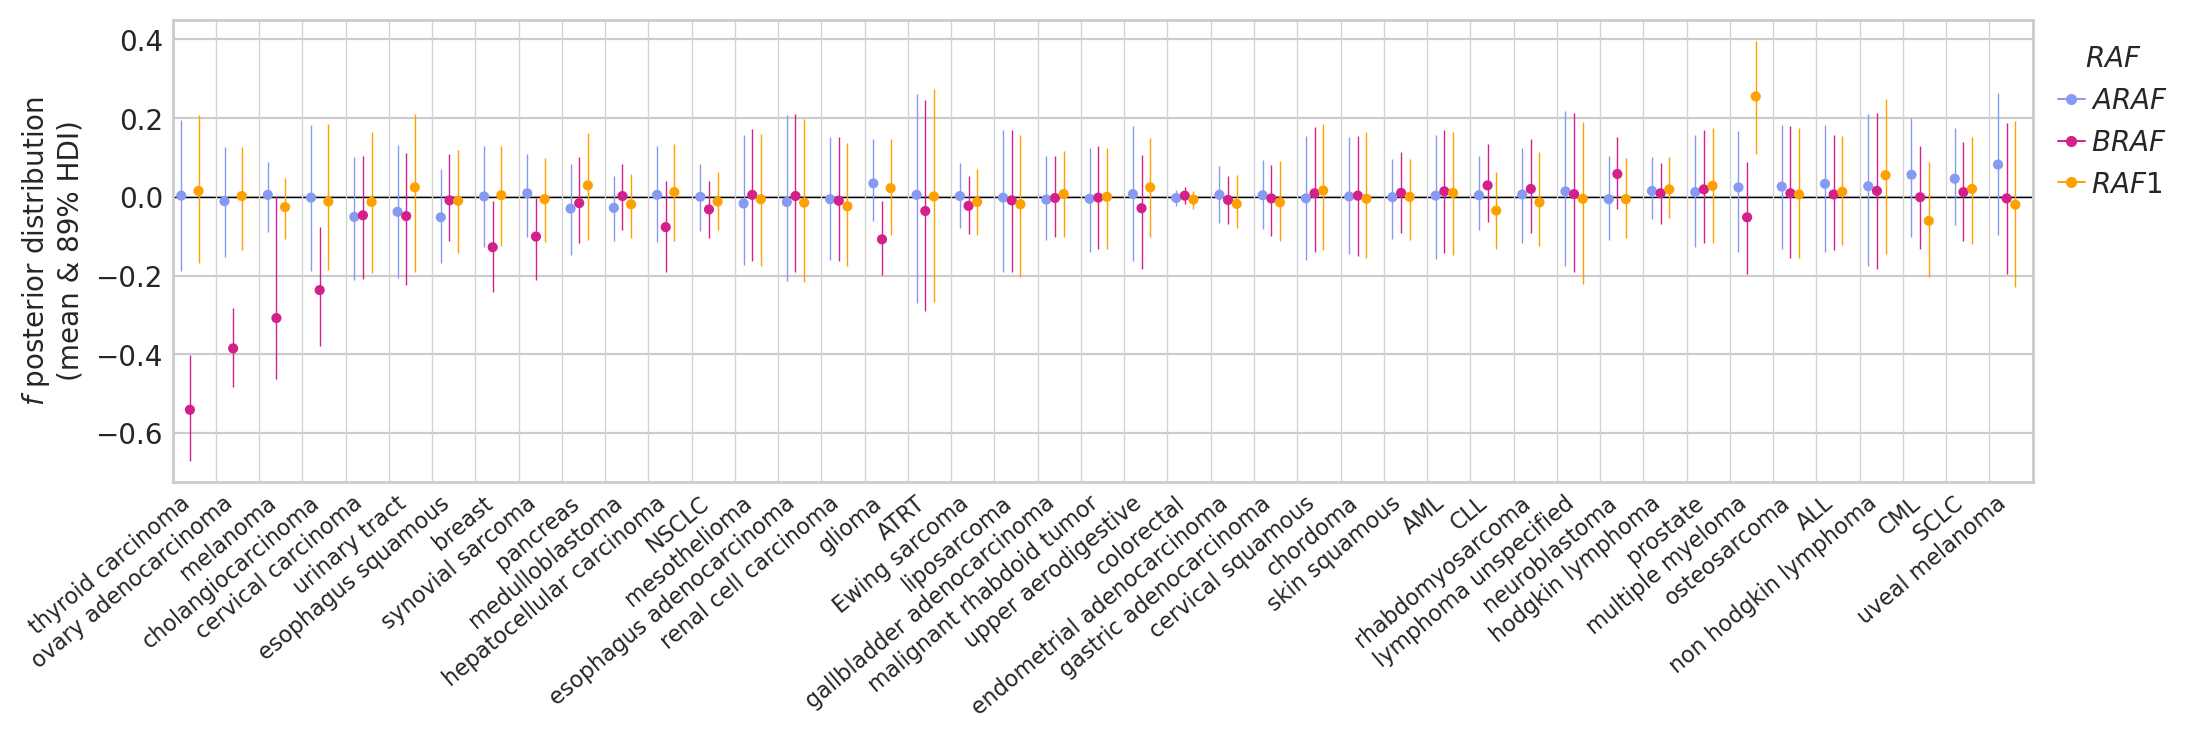 f posterior distribution
(mean & 89% HDI)
0.4
0.2
0.0
−0.2
−0.4
−0.6
RAF
ARAF
BRAF
RAF1
thyroid carcinoma
ovary adenocarcinoma
melanoma
cholangiocarcinoma
cervical carcinoma
urinary tract
esophagus squamous
breast
synovial sarcoma
pancreas
medulloblastoma
hepatocellular carcinoma
NSCLC
mesothelioma
esophagus adenocarcinoma
renal cell carcinoma
glioma
ATRT
Ewing sarcoma
liposarcoma
gallbladder adenocarcinoma
malignant rhabdoid tumor
upper aerodigestive
colorectal
endometrial adenocarcinoma
gastric adenocarcinoma
cervical squamous
chordoma
skin squamous
AML
CLL
rhabdomyosarcoma
lymphoma unspecified
neuroblastoma
hodgkin lymphoma
prostate
multiple myeloma
osteosarcoma
ALL
non hodgkin lymphoma
CML
SCLC
uveal melanoma